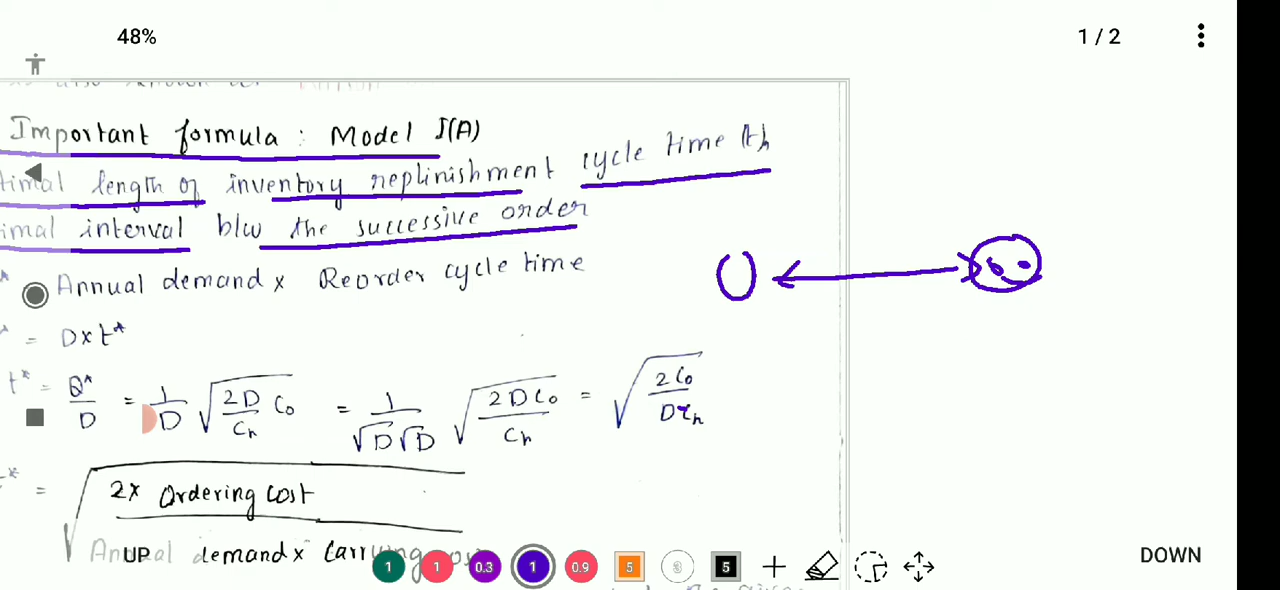 48%
1 / 2
Important formula : Model I(A)
timal length of inventory replinishment cycle time
imal interval b/w the successive order
Annual demand x Reorder cycle time
= D x t*
t* = Q*/D = 1/D √(2D/Ch Co) = 1/(√D√D) √(2DCo/Ch) = √(2Co/DCh)
= √ 2x Ordering cost
Annual demand x Carrying
UP
1 1 0.3 1 0.9 5 3 5
DOWN